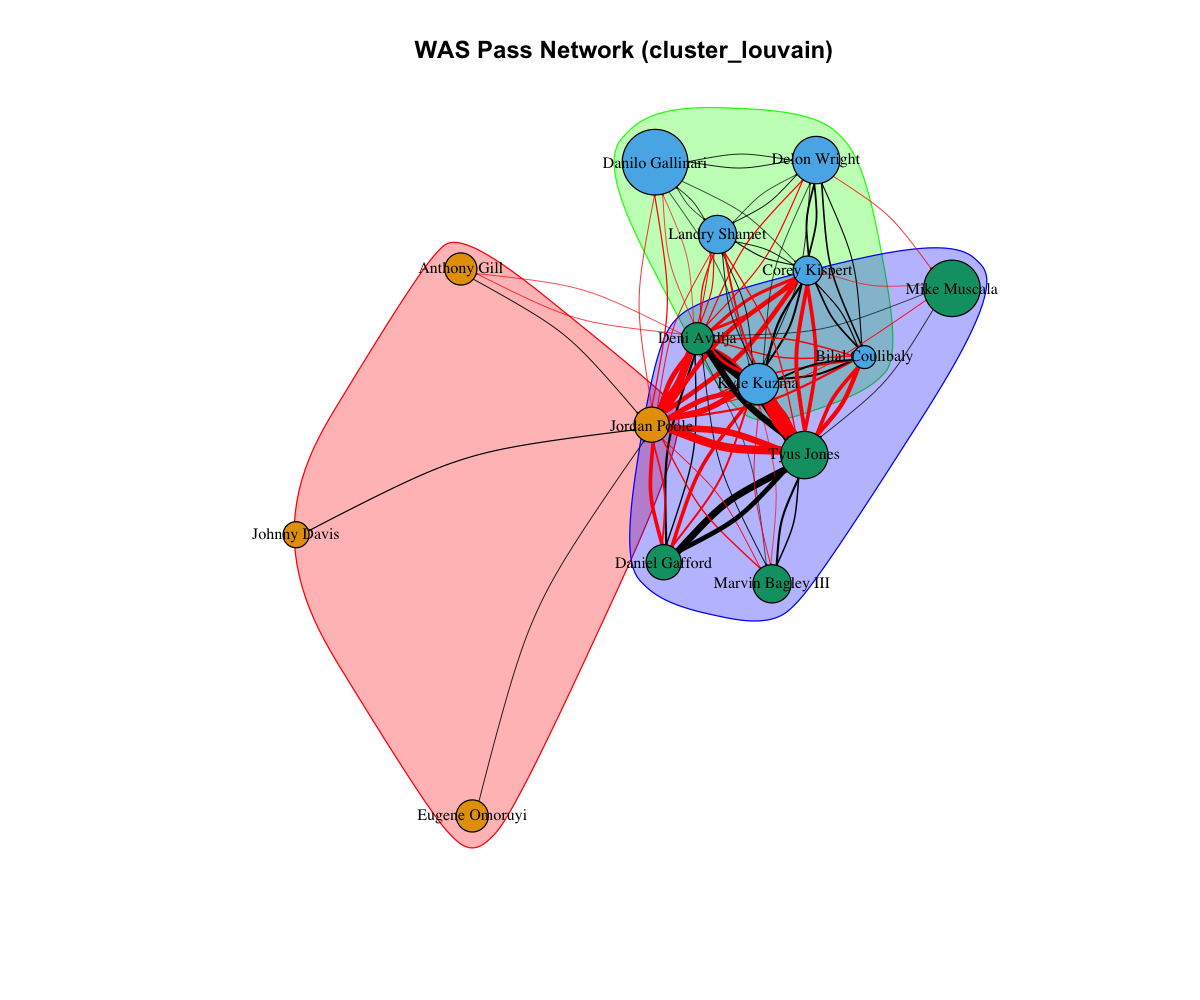 WAS Pass Network (cluster_louvain)
Danilo Gallinari
Delon Wright
Landry Shamet
Anthony Gill
Corey Kispert
Mike Muscala
Deni Avdija
Bilal Coulibaly
Kyle Kuzma
Jordan Poole
Tyus Jones
Johnny Davis
Daniel Gafford
Marvin Bagley III
Eugene Omoruyi